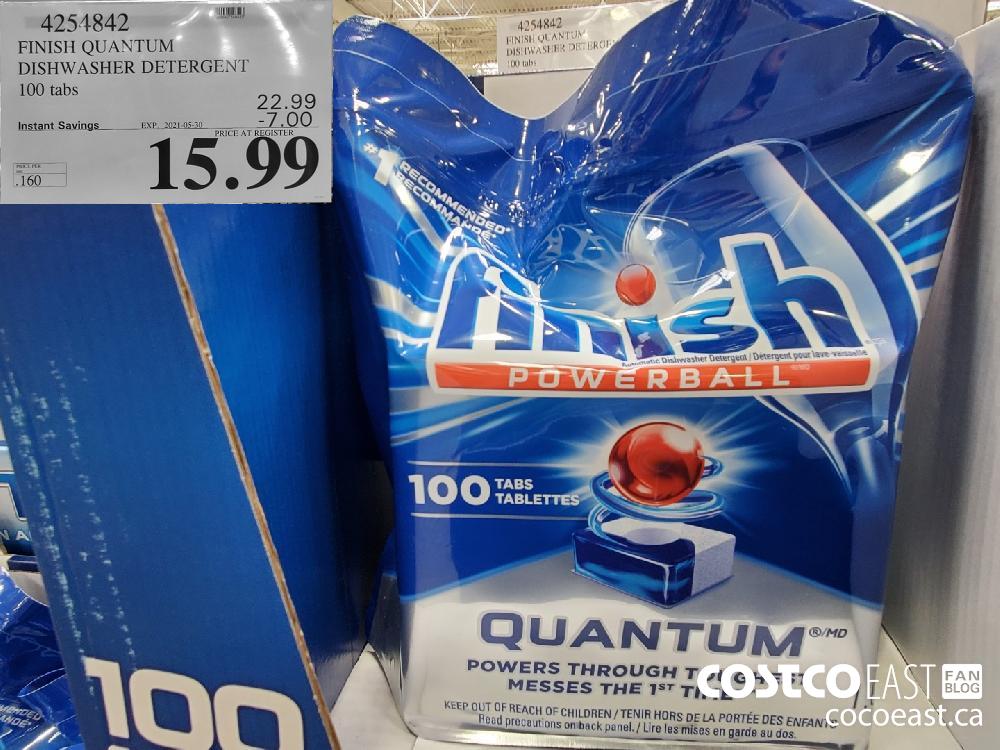 4254842
FINISH QUANTUM
DISHWASHER DETERGENT
100 tabs
22.99
Instant Savings EXP. 2021-05-30 -7.00
PRICE AT REGISTER
15.99
PRICE PER
.160
4254842
FINISH QUANTUM
DISHWASHER DETERGE
100 tabs
#1 RECOMMENDED*
RECOMMANDÉ*
finish
Automatic Dishwasher Detergent / Détergent pour lave-vaisselle
POWERBALL
100 TABS
TABLETTES
QUANTUM®/MD
POWERS THROUGH
MESSES THE 1ST
KEEP OUT OF REACH OF CHILDREN / TENIR HORS DE LA PORTÉE DES ENFANTS
Read precautions on back panel. / Lire les mises en garde au dos.
100
COSTCO EAST FAN BLOG
cocoeast.ca